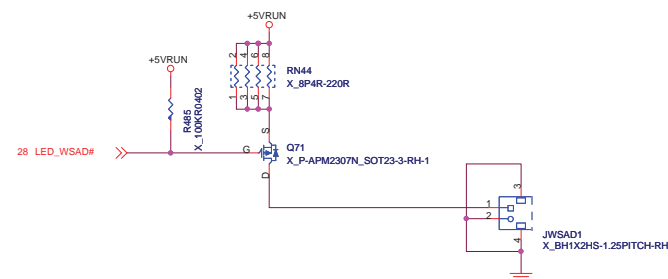 +5VRUN
+5VRUN
2 4 6 8
RN44
X_8P4R-220R
1 3 5 7
R485
X_100KR0402
28 LED_WSAD#
S
G
D
Q71
X_P-APM2307N_SOT23-3-RH-1
3
1
2
4
JWSAD1
X_BH1X2HS-1.25PITCH-RH